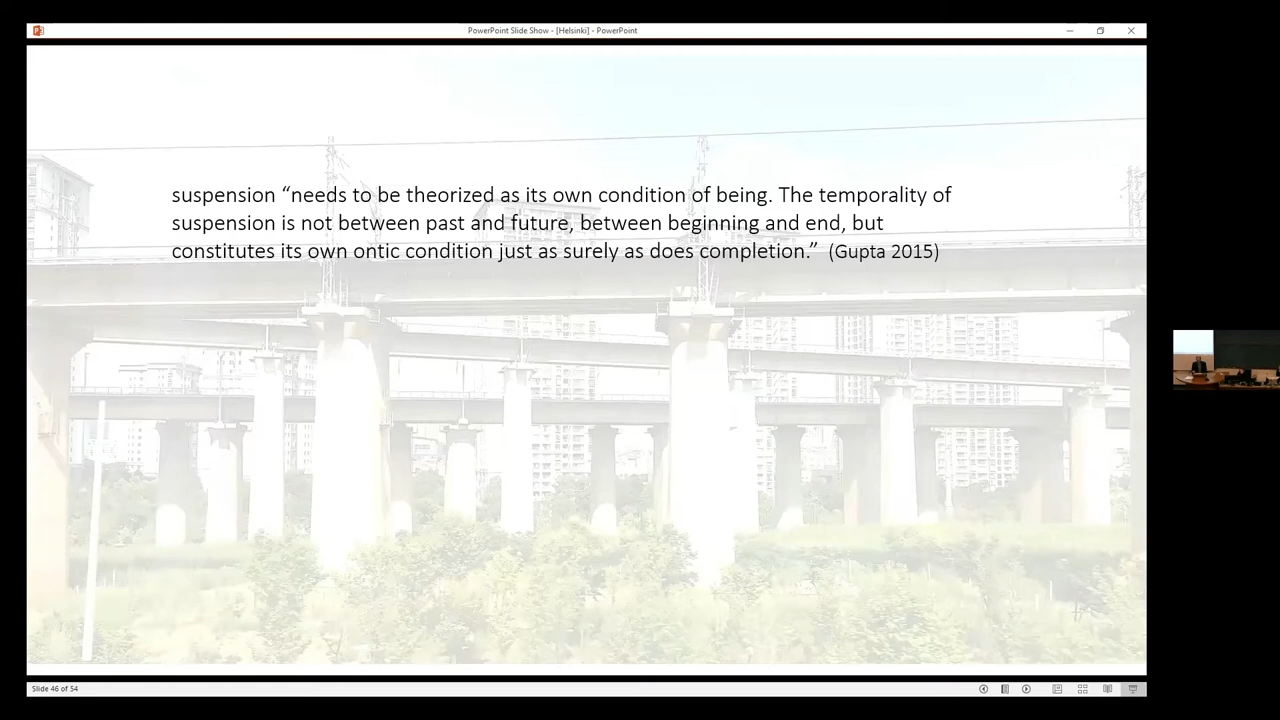 PowerPoint Slide Show - [Helsinki] - PowerPoint
suspension “needs to be theorized as its own condition of being. The temporality of
suspension is not between past and future, between beginning and end, but
constitutes its own ontic condition just as surely as does completion.” (Gupta 2015)
Slide 46 of 54